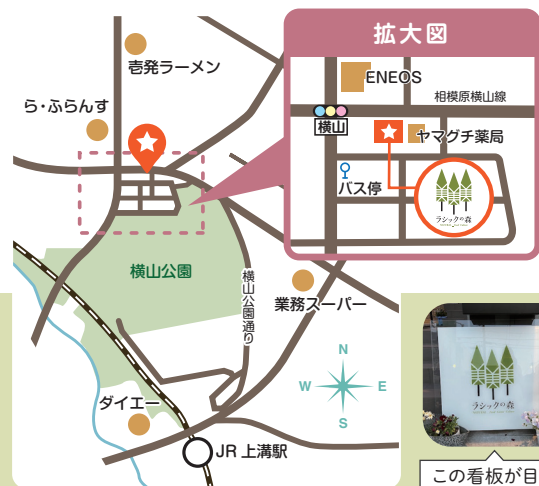 拡大図
壱発ラーメン
ENEOS
相模原横山線
ら・ふらんす
横山
ヤマグチ薬局
バス停
ラシックの森
横山公園
横山公園通り
業務スーパー
N
W
E
S
ラシックの森
ダイエー
JR 上溝駅
この看板が目